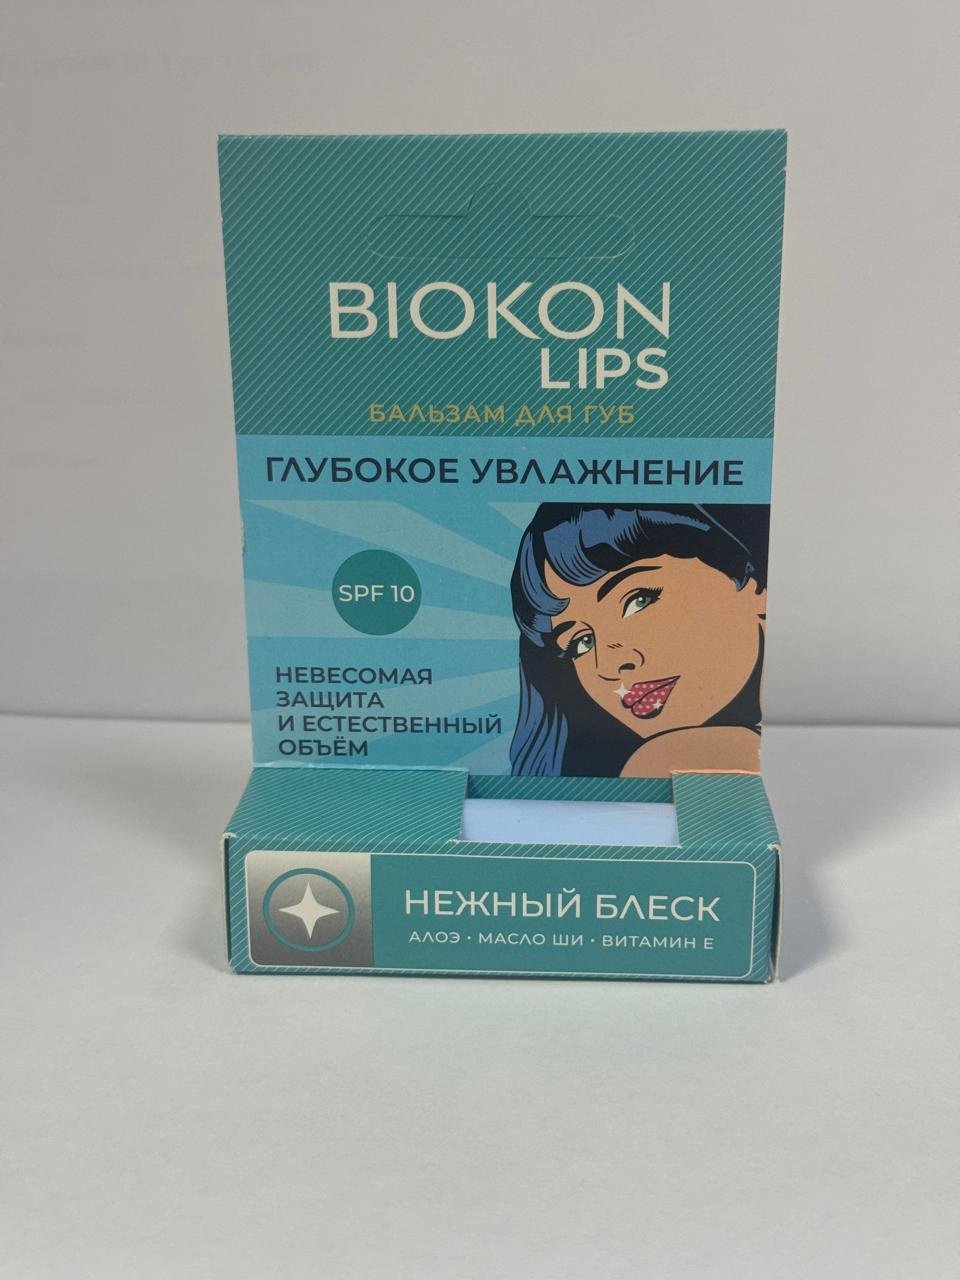 BIOKON
LIPS
БАЛЬЗАМ ДЛЯ ГУБ
ГЛУБОКОЕ УВЛАЖНЕНИЕ
SPF 10
НЕВЕСОМАЯ
ЗАЩИТА
И ЕСТЕСТВЕННЫЙ
ОБЪЁМ
НЕЖНЫЙ БЛЕСК
АЛОЭ • МАСЛО ШИ • ВИТАМИН Е